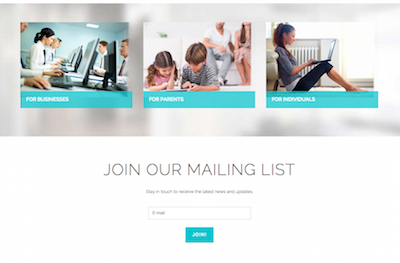 FOR BUSINESSES
FOR PARENTS
FOR INDIVIDUALS
JOIN OUR MAILING LIST
Stay in touch to receive the latest news and updates.
E-mail
JOIN!